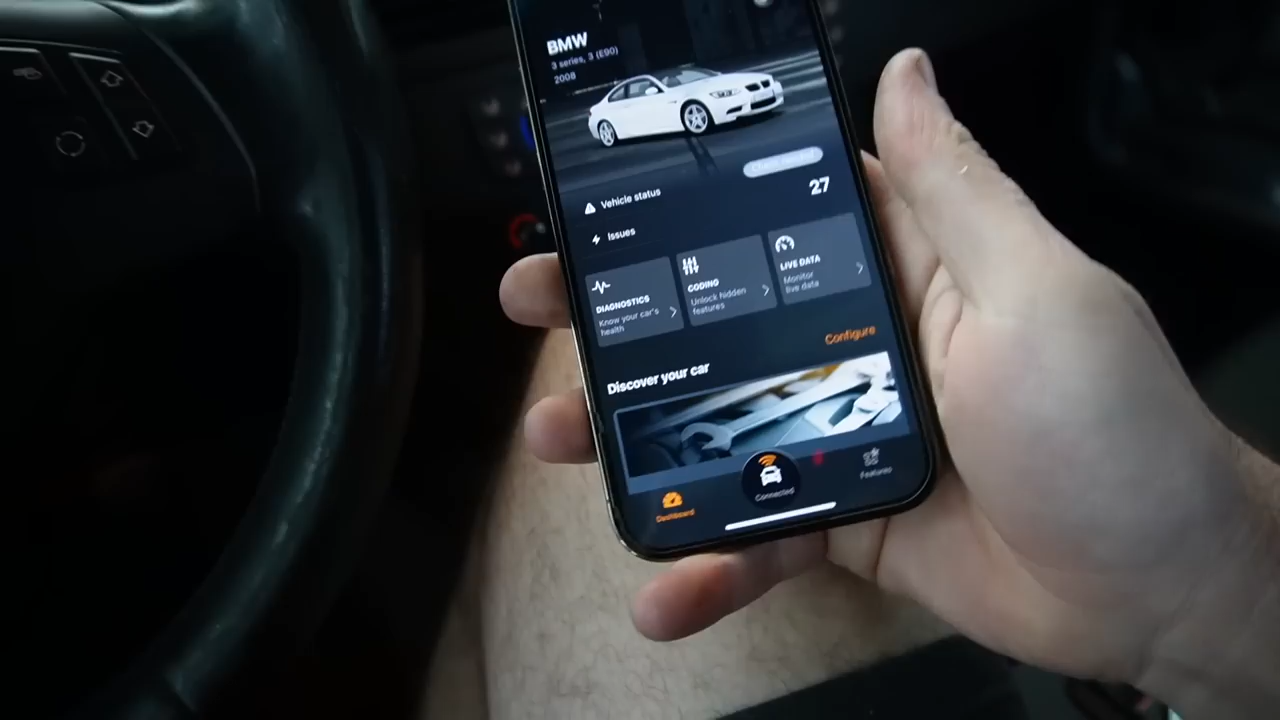 BMW
3 series, 3 (E90)
2008
Vehicle status
27
Issues
DIAGNOSTICS
Know your car's
health
CODING
Unlock hidden
features
LIVE DATA
Monitor
live data
Configure
Discover your car
Dashboard
Connected
Features